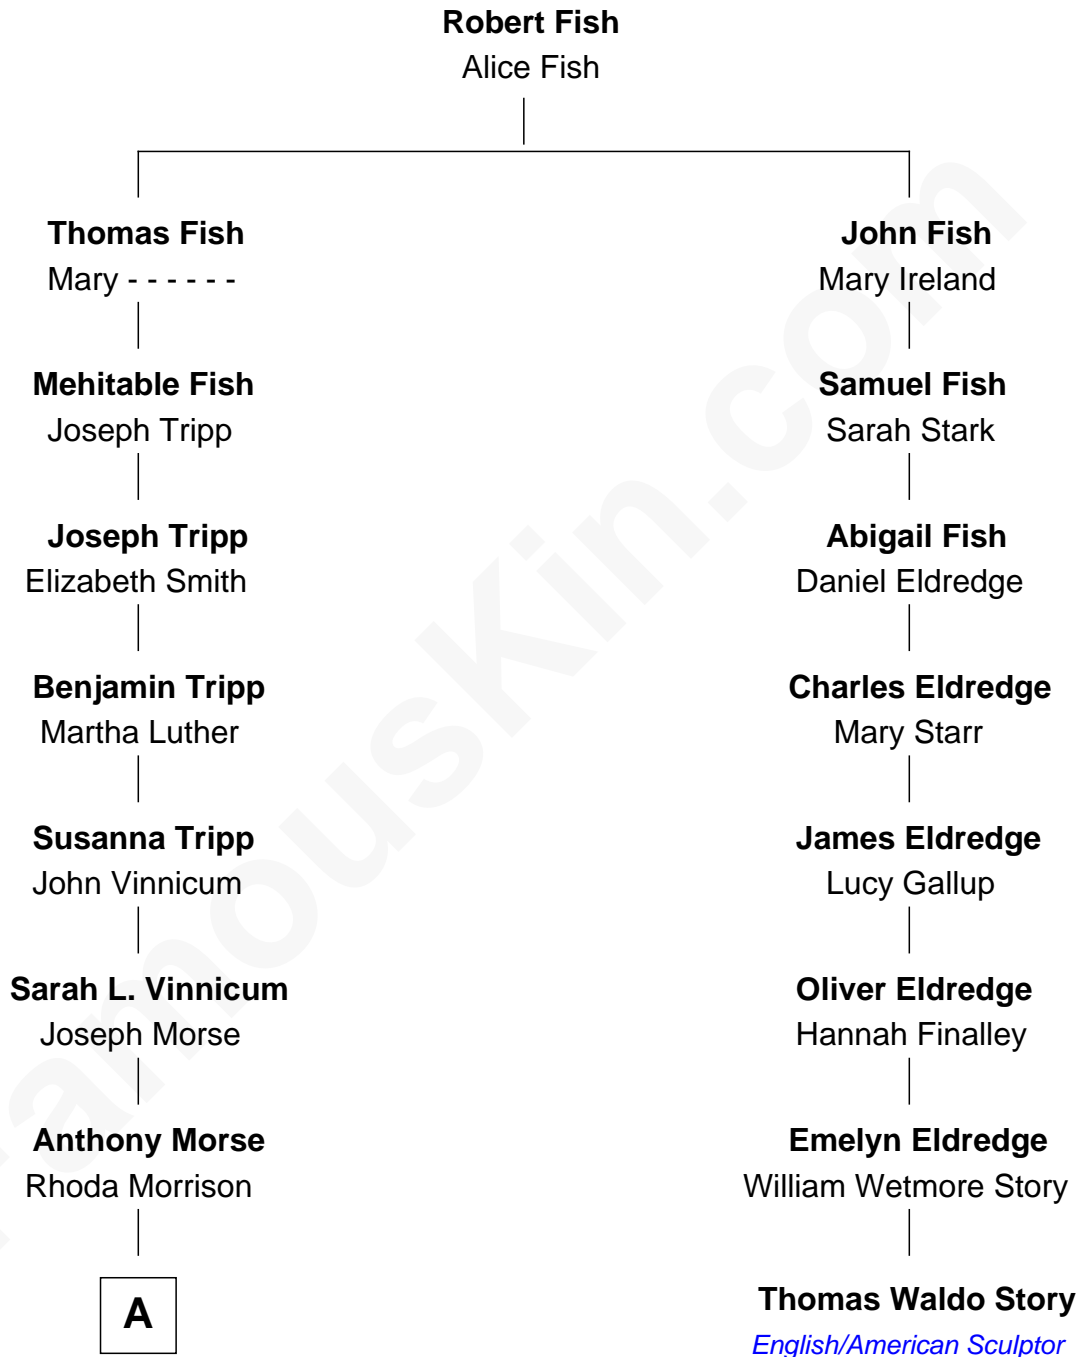 Robert Fish
Alice Fish
Thomas Fish
Mary - - - - - -
Mehitable Fish
Joseph Tripp
Joseph Tripp
Elizabeth Smith
Benjamin Tripp
Martha Luther
Susanna Tripp
John Vinnicum
Sarah L. Vinnicum
Joseph Morse
Anthony Morse
Rhoda Morrison
A
John Fish
Mary Ireland
Samuel Fish
Sarah Stark
Abigail Fish
Daniel Eldredge
Charles Eldredge
Mary Starr
James Eldredge
Lucy Gallup
Oliver Eldredge
Hannah Finalley
Emelyn Eldredge
William Wetmore Story
Thomas Waldo Story
English/American Sculptor
FamousKin.com